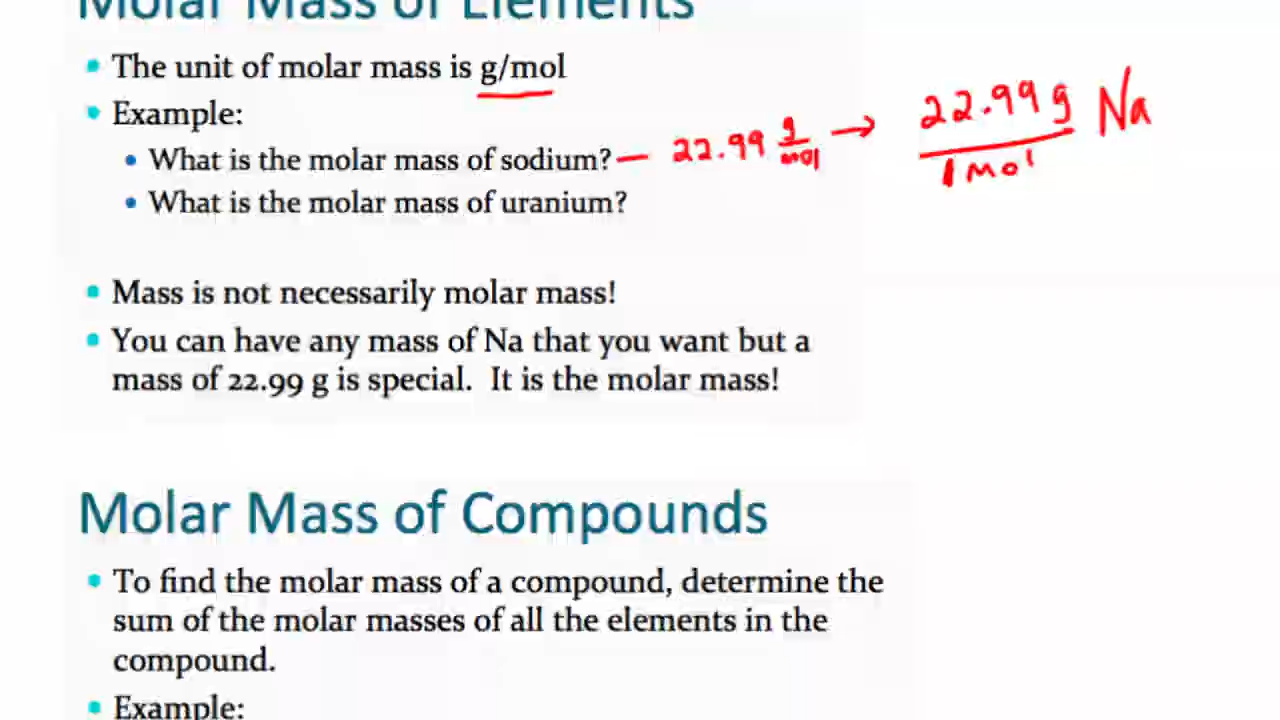 Molar Mass of Elements
• The unit of molar mass is g/mol
• Example:
• What is the molar mass of sodium? — 22.99 g/mol → 22.99 g / 1 mol Na
• What is the molar mass of uranium?
• Mass is not necessarily molar mass!
• You can have any mass of Na that you want but a
mass of 22.99 g is special. It is the molar mass!
Molar Mass of Compounds
• To find the molar mass of a compound, determine the
sum of the molar masses of all the elements in the
compound.
• Example: